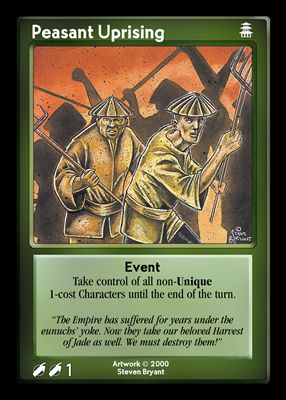 Peasant Uprising
Event
Take control of all non-Unique
1-cost Characters until the end of the turn.
"The Empire has suffered for years under the
eunuchs' yoke. Now they take our beloved Harvest
of Jade as well. We must destroy them!"
1
Artwork © 2000
Steven Bryant